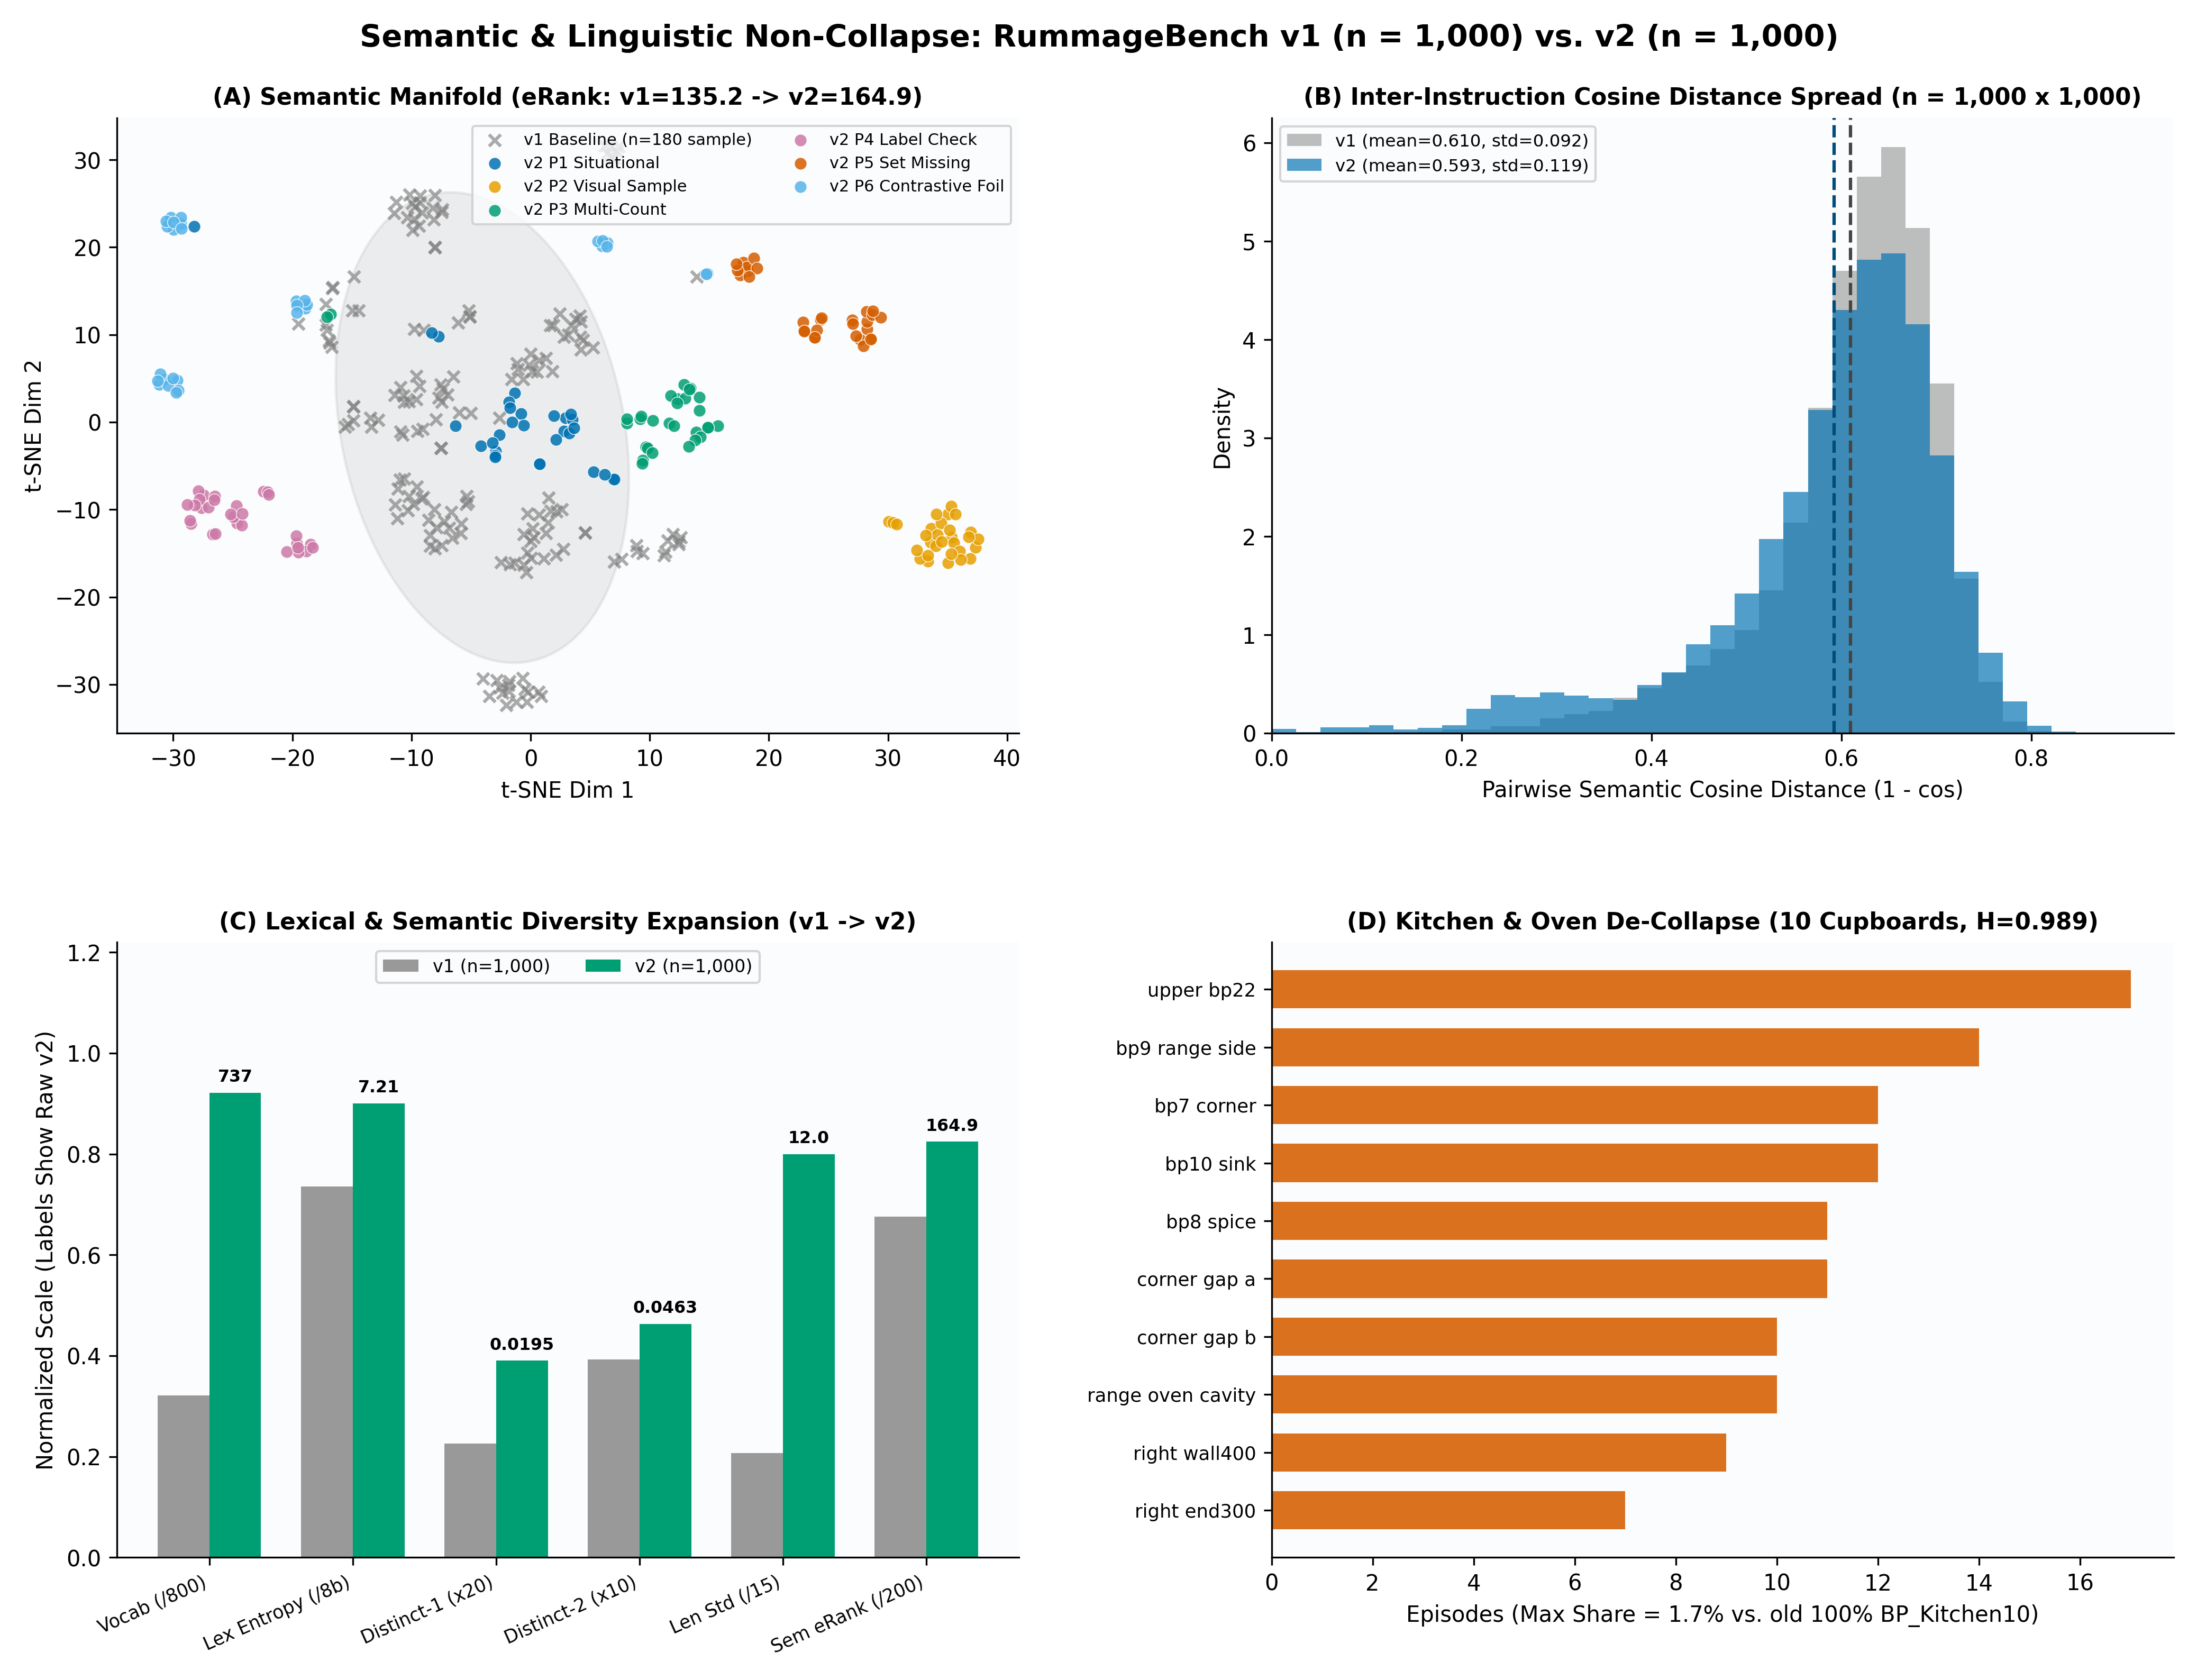 Semantic & Linguistic Non-Collapse: RummageBench v1 (n = 1,000) vs. v2 (n = 1,000)
(A) Semantic Manifold (eRank: v1=135.2 -> v2=164.9)
v1 Baseline (n=180 sample)
v2 P1 Situational
v2 P2 Visual Sample
v2 P3 Multi-Count
v2 P4 Label Check
v2 P5 Set Missing
v2 P6 Contrastive Foil
t-SNE Dim 2
30
20
10
0
−10
−20
−30
−30 −20 −10 0 10 20 30 40
t-SNE Dim 1
(B) Inter-Instruction Cosine Distance Spread (n = 1,000 x 1,000)
v1 (mean=0.610, std=0.092)
v2 (mean=0.593, std=0.119)
Density
6
5
4
3
2
1
0
0.0 0.2 0.4 0.6 0.8
Pairwise Semantic Cosine Distance (1 - cos)
(C) Lexical & Semantic Diversity Expansion (v1 -> v2)
v1 (n=1,000) v2 (n=1,000)
Normalized Scale (Labels Show Raw v2)
1.2
1.0
0.8
0.6
0.4
0.2
0.0
737
7.21
0.0195
0.0463
12.0
164.9
Vocab (/800)
Lex Entropy (/8b)
Distinct-1 (x20)
Distinct-2 (x10)
Len Std (/15)
Sem eRank (/200)
(D) Kitchen & Oven De-Collapse (10 Cupboards, H=0.989)
upper bp22
bp9 range side
bp7 corner
bp10 sink
bp8 spice
corner gap a
corner gap b
range oven cavity
right wall400
right end300
0 2 4 6 8 10 12 14 16
Episodes (Max Share = 1.7% vs. old 100% BP_Kitchen10)